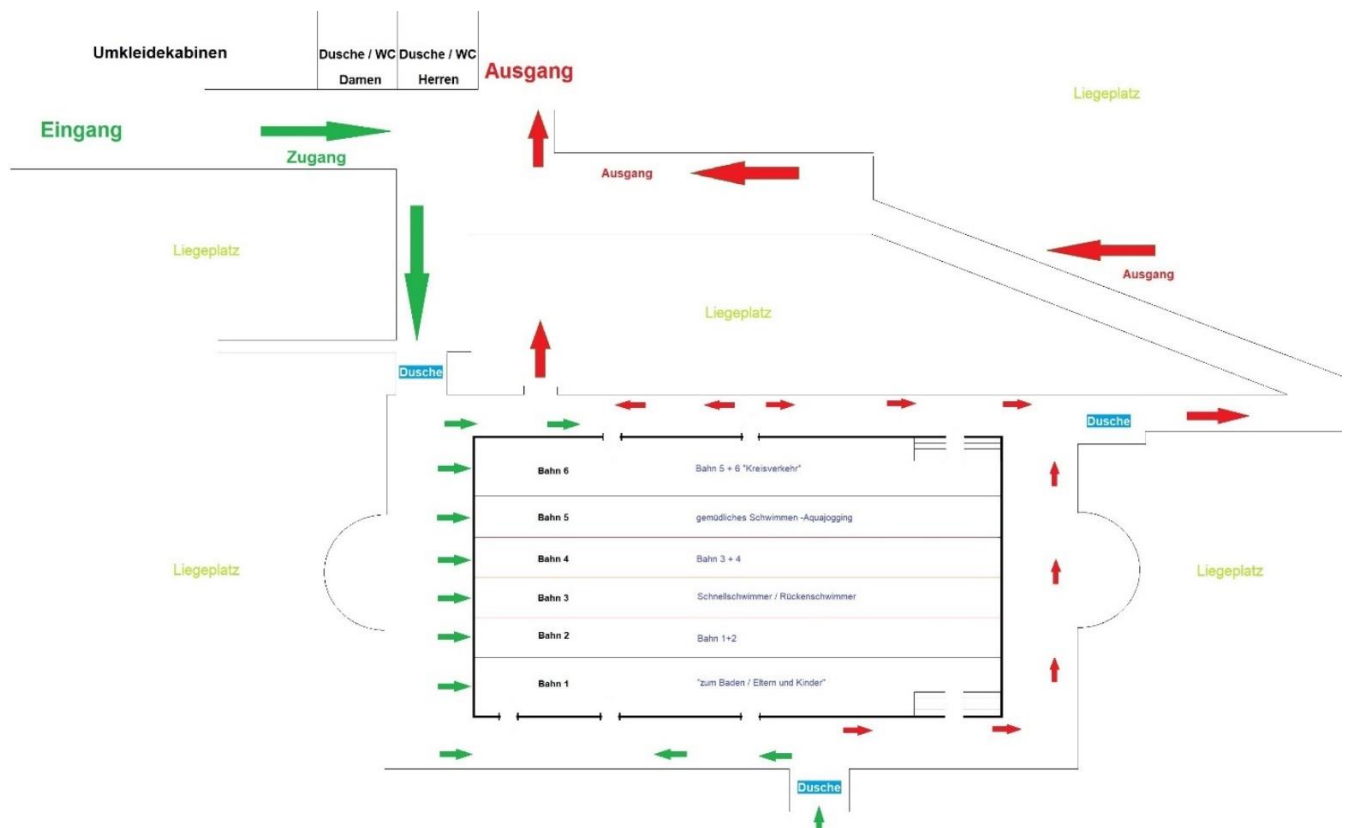 Umkleidekabinen
Dusche / WC
Damen
Dusche / WC
Herren
Ausgang
Liegeplatz
Eingang
Zugang
Ausgang
Liegeplatz
Ausgang
Liegeplatz
Dusche
Dusche
Bahn 6
Bahn 5 + 6 "Kreisverkehr"
Bahn 5
gemüdliches Schwimmen -Aquajogging
Bahn 4
Bahn 3 + 4
Liegeplatz
Liegeplatz
Bahn 3
Schnellschwimmer / Rückenschwimmer
Bahn 2
Bahn 1+2
Bahn 1
"zum Baden / Eltern und Kinder"
Dusche